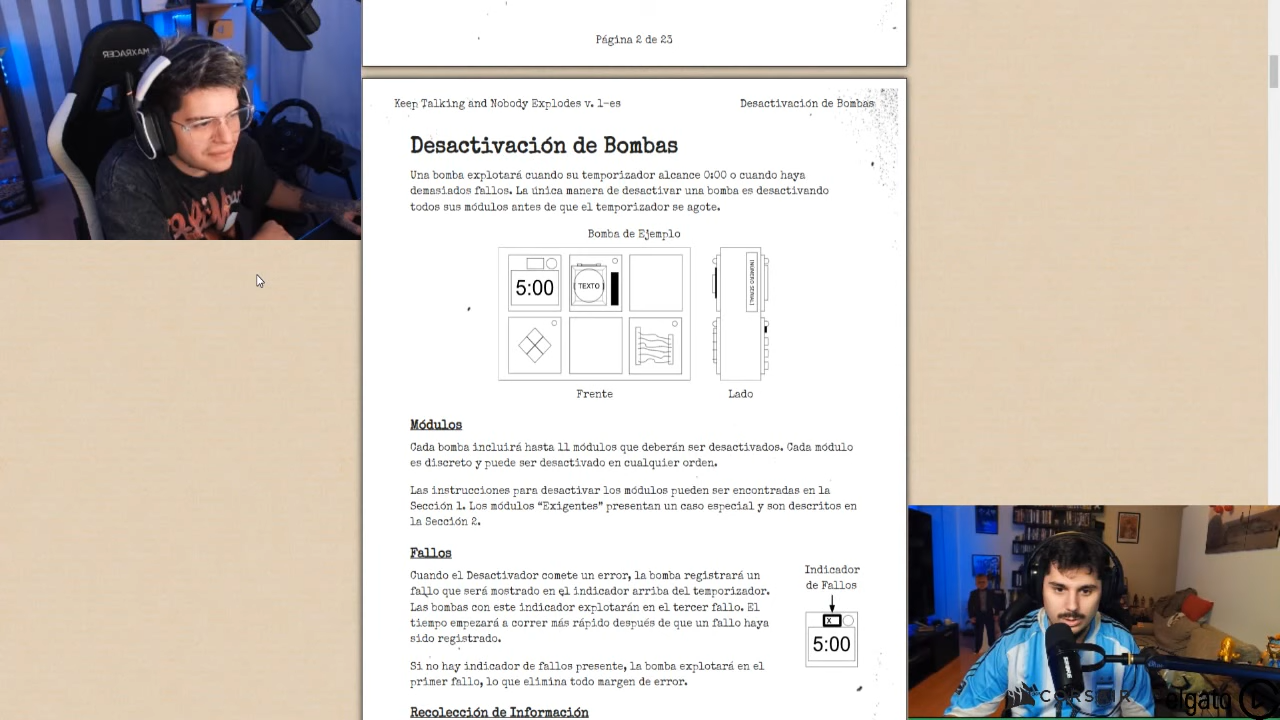 MAXRACER
Página 2 de 23
Keep Talking and Nobody Explodes v. 1-es
Desactivación de Bombas
Desactivación de Bombas
Una bomba explotará cuando su temporizador alcance 0:00 o cuando haya
demasiados fallos. La única manera de desactivar una bomba es desactivando
todos sus módulos antes de que el temporizador se agote.
Bomba de Ejemplo
5:00
TEXTO
[NÚMERO SERIAL]
Frente
Lado
Módulos
Cada bomba incluirá hasta 11 módulos que deberán ser desactivados. Cada módulo
es discreto y puede ser desactivado en cualquier orden.
Las instrucciones para desactivar los módulos pueden ser encontradas en la
Sección 1. Los módulos “Exigentes” presentan un caso especial y son descritos en
la Sección 2.
Fallos
Cuando el Desactivador comete un error, la bomba registrará un
fallo que será mostrado en el indicador arriba del temporizador.
Las bombas con este indicador explotarán en el tercer fallo. El
tiempo empezará a correr más rápido después de que un fallo haya
sido registrado.
Indicador
de Fallos
X
5:00
Si no hay indicador de fallos presente, la bomba explotará en el
primer fallo, lo que elimina todo margen de error.
Recolección de Información
CORSAIR
elgato